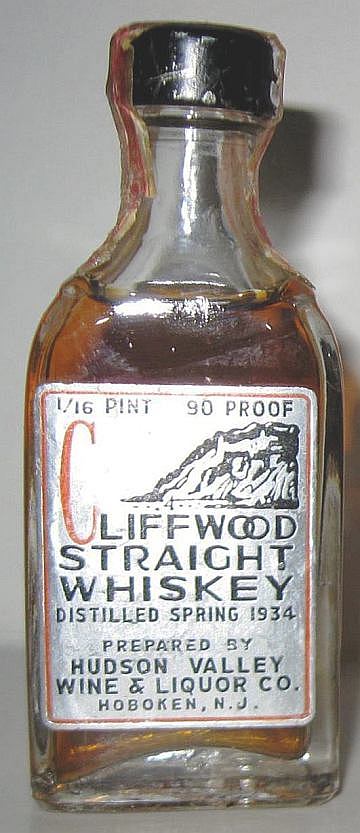 1/16 PINT 90 PROOF
CLIFFWOOD
STRAIGHT
WHISKEY
DISTILLED SPRING 1934
PREPARED BY
HUDSON VALLEY
WINE & LIQUOR CO.
HOBOKEN, N.J.